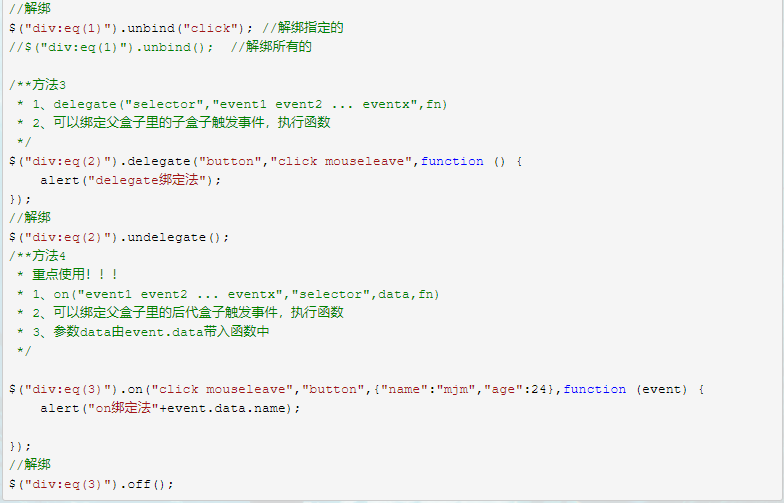 //解绑
$("div:eq(1)").unbind("click"); //解绑指定的
//$("div:eq(1)").unbind();  //解绑所有的

/**方法3
 * 1、delegate("selector","event1 event2 ... eventx",fn)
 * 2、可以绑定父盒子里的子盒子触发事件，执行函数
 */
$("div:eq(2)").delegate("button","click mouseleave",function () {
    alert("delegate绑定法");
});
//解绑
$("div:eq(2)").undelegate();
/**方法4
 * 重点使用！！！
 * 1、on("event1 event2 ... eventx","selector",data,fn)
 * 2、可以绑定父盒子里的后代盒子触发事件，执行函数
 * 3、参数data由event.data带入函数中
 */

$("div:eq(3)").on("click mouseleave","button",{"name":"mjm","age":24},function (event) {
    alert("on绑定法"+event.data.name);

});
//解绑
$("div:eq(3)").off();